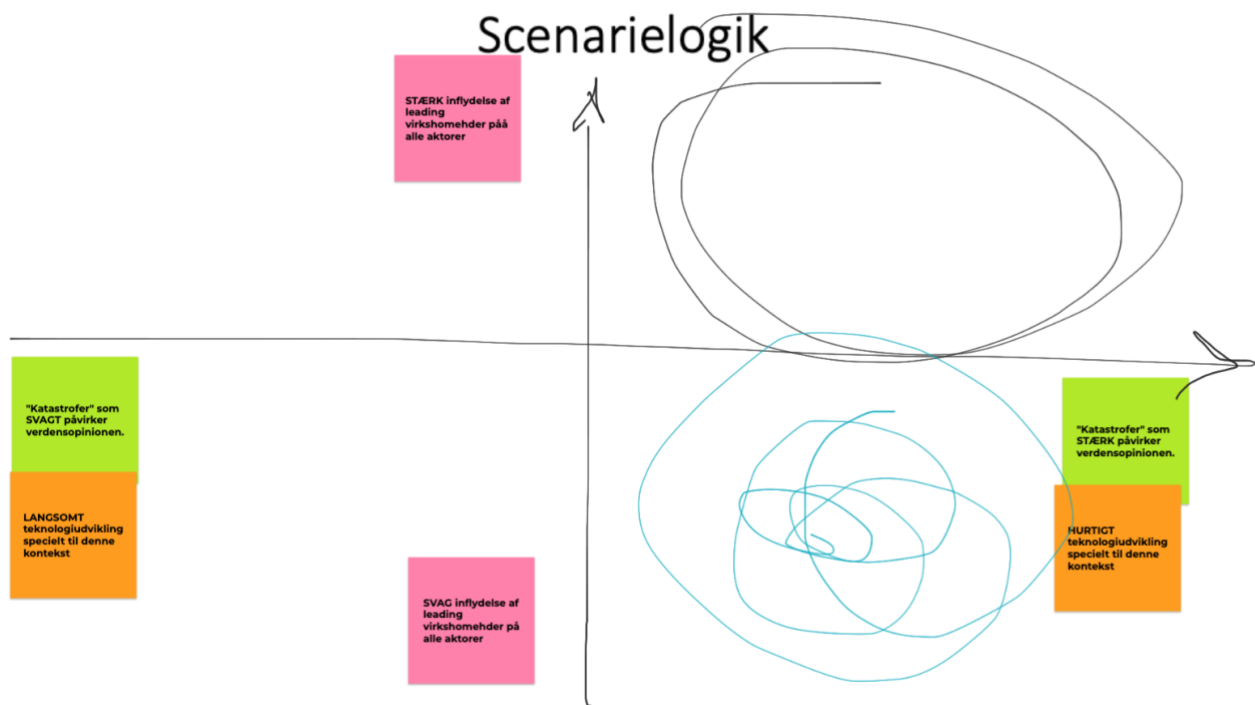 Scenarielogik
STÆRK inflydelse af
leading
virkshomehder påå
alle aktorer
"Katastrofer" som
SVAGT påvirker
verdensopinionen.
LANGSOMT
teknologiudvikling
specielt til denne
kontekst
SVAG inflydelse af
leading
virkshomehder på
alle aktorer
"Katastrofer" som
STÆRK påvirker
verdensopinionen.
HURTIGT
teknologiudvikling
specielt til denne
kontekst